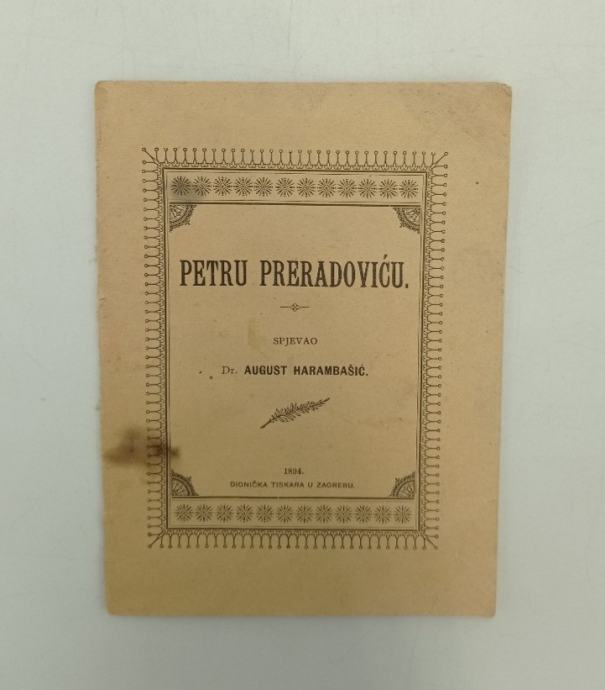 PETRU PRERADOVIĆU.
SPJEVAO
Dr. AUGUST HARAMBAŠIĆ.
1894.
DIONIČKA TISKARA U ZAGREBU.